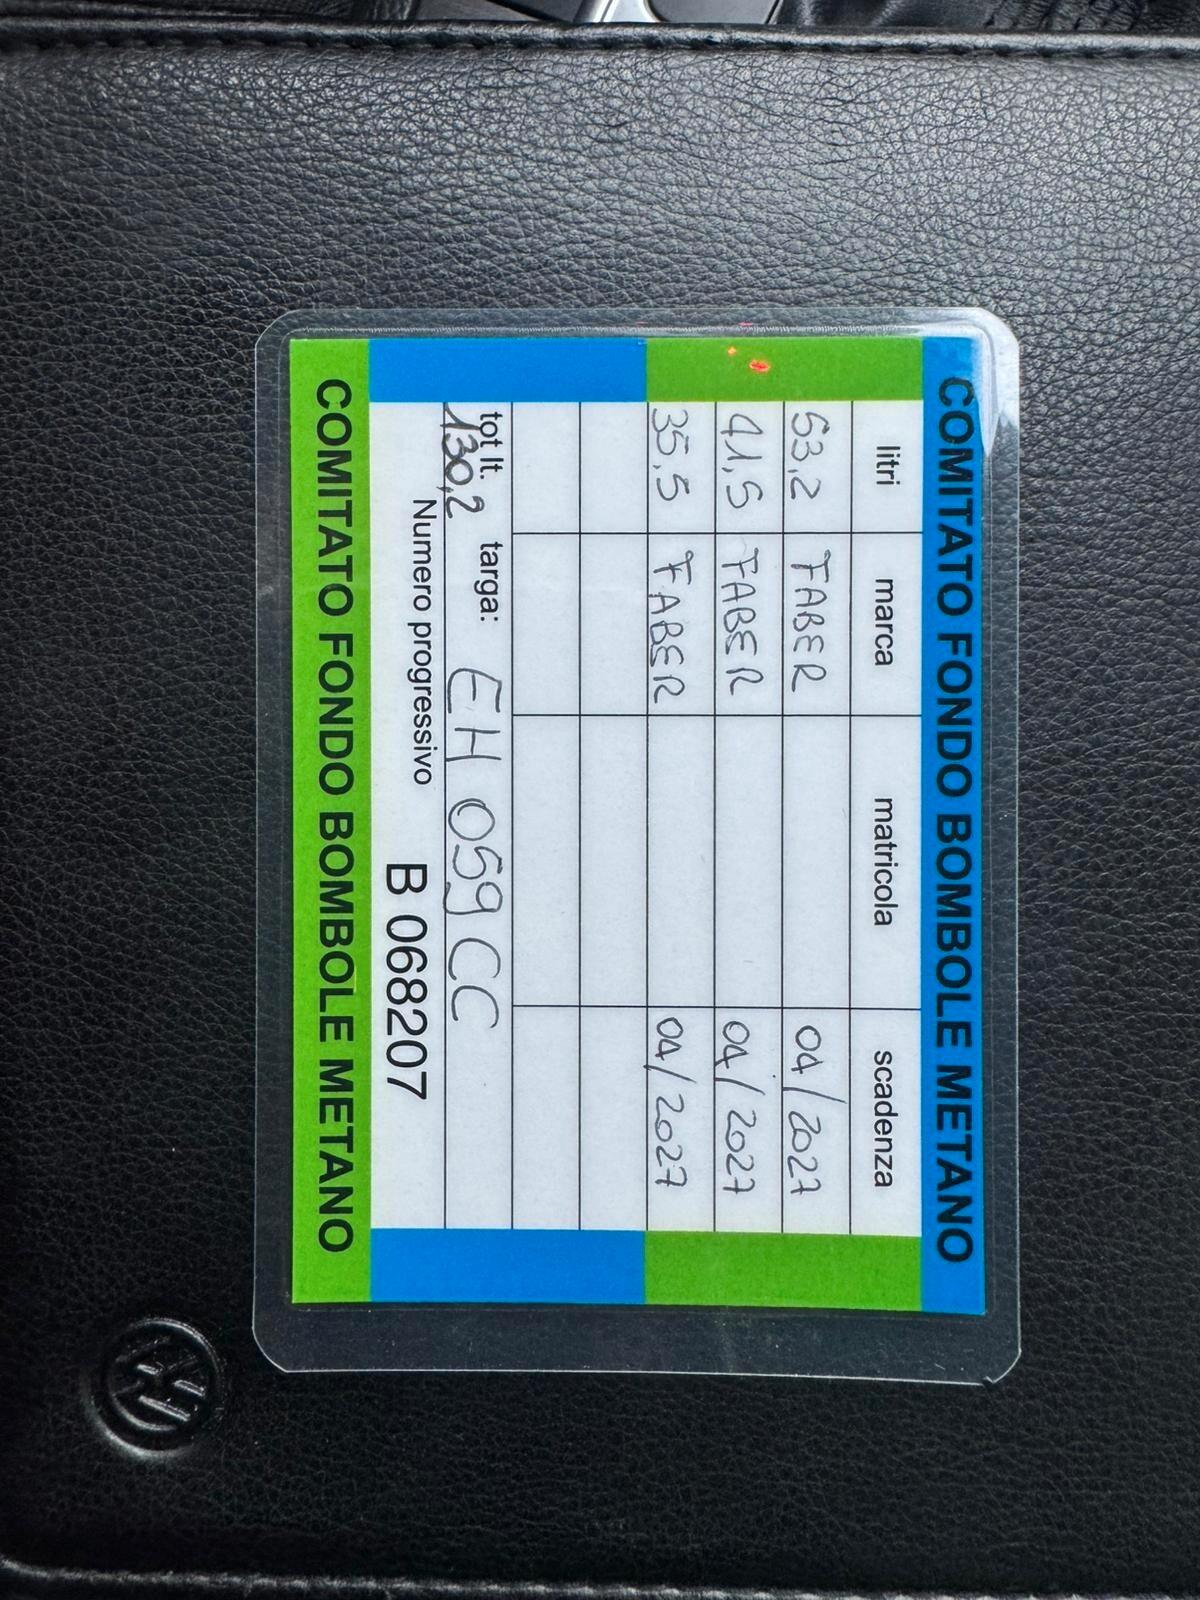 COMITATO FONDO BOMBOLE METANO
litri marca matricola scadenza
53,2 FABER 04/2027
41,5 FABER 04/2027
35,5 FABER 04/2027
tot lt. targa: EH 059 CC
130,2
Numero progressivo B 068207
COMITATO FONDO BOMBOLE METANO